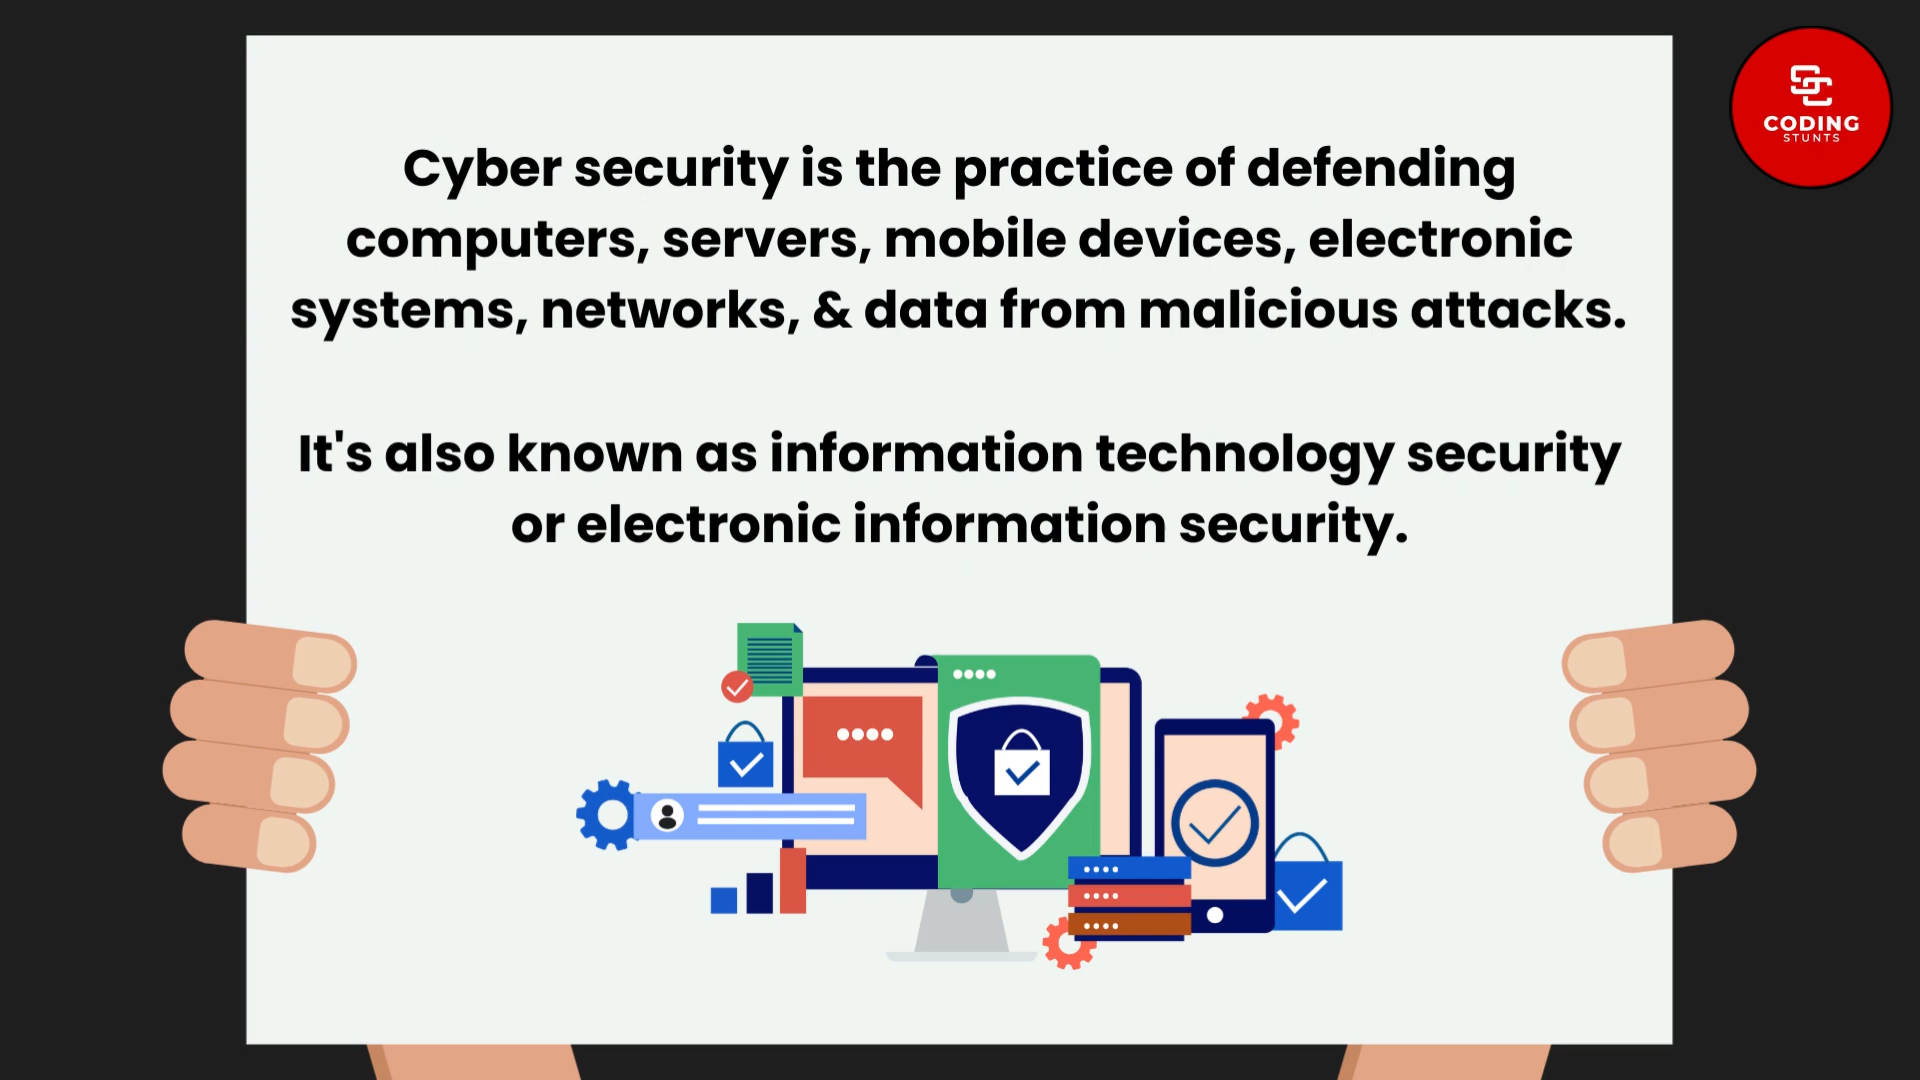 Cyber security is the practice of defending
computers, servers, mobile devices, electronic
systems, networks, & data from malicious attacks.
It's also known as information technology security
or electronic information security.
CODING
STUNTS